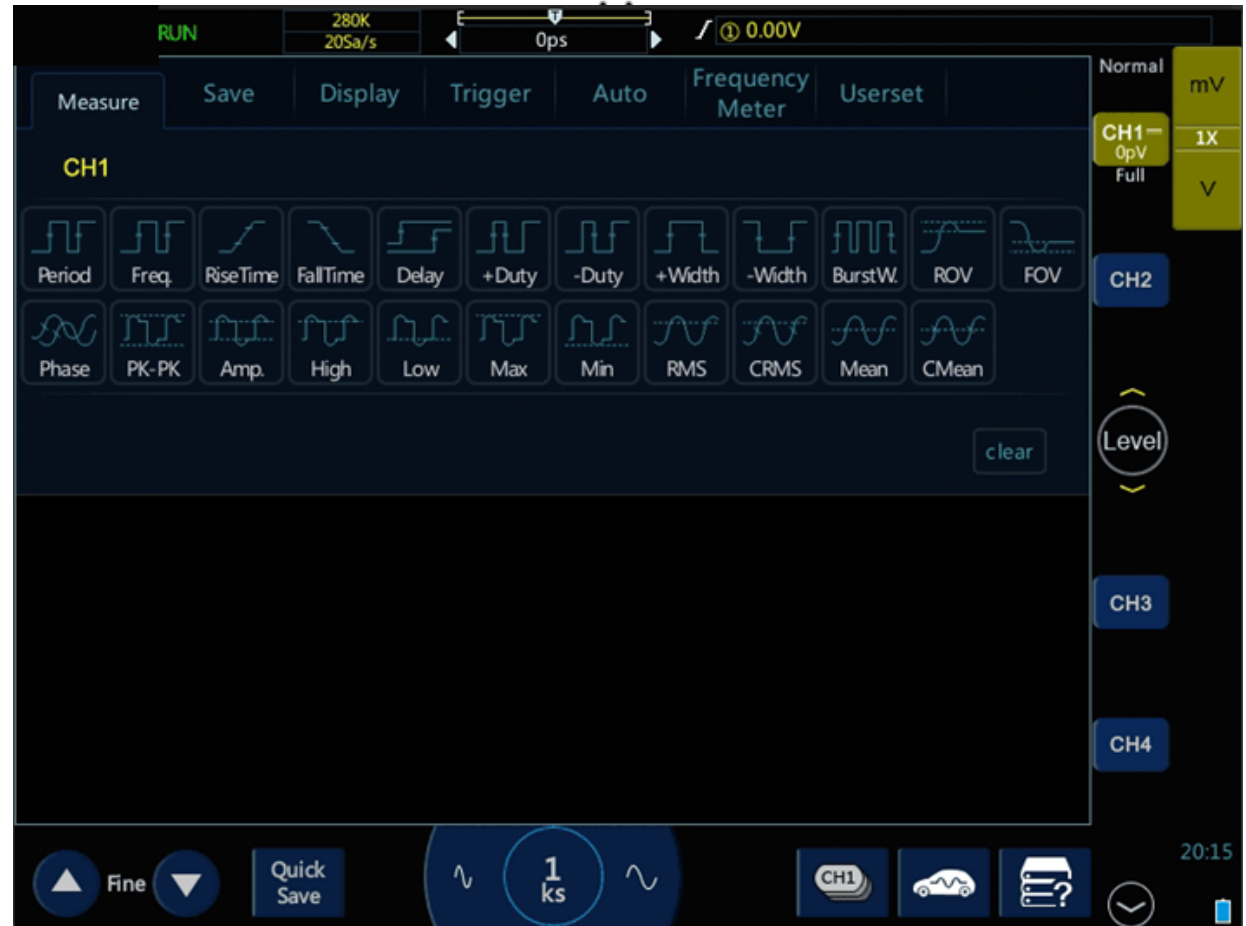 RUN
280K
20Sa/s
T
0ps
① 0.00V
Measure
Save
Display
Trigger
Auto
Frequency
Meter
Userset
Normal
mV
CH1
0pV
Full
1X
V
CH1
Period
Freq.
RiseTime
FallTime
Delay
+Duty
-Duty
+Width
-Width
BurstW.
ROV
FOV
CH2
Phase
PK-PK
Amp.
High
Low
Max
Min
RMS
CRMS
Mean
CMean
clear
Level
CH3
CH4
Fine
Quick
Save
1
ks
CH1
?
20:15